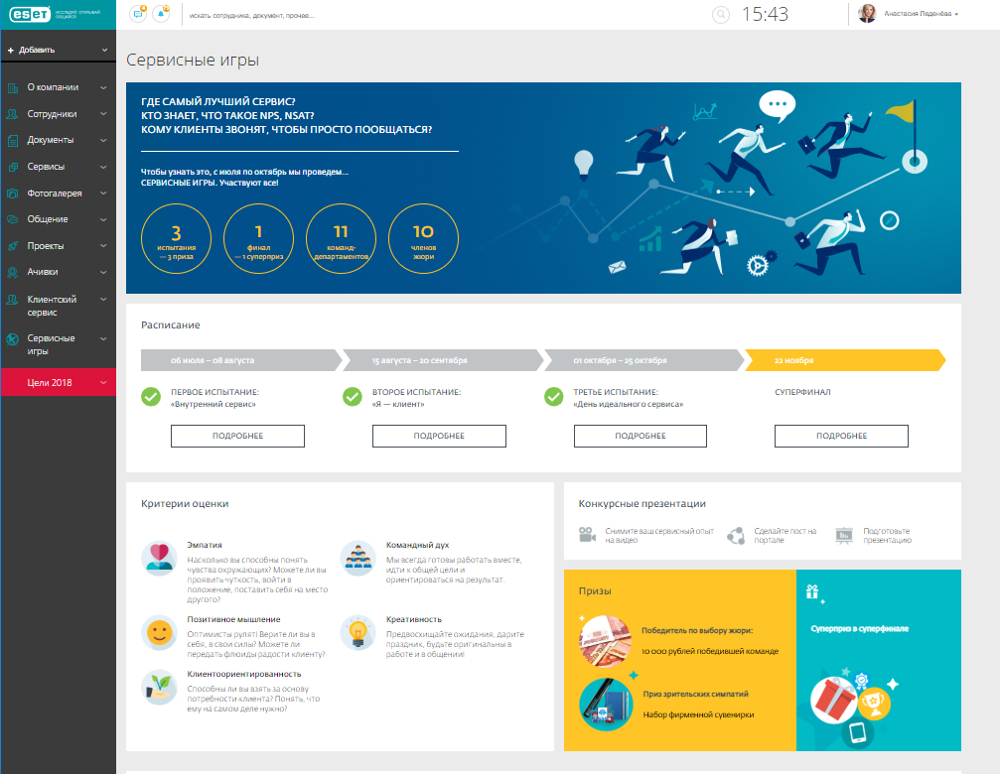 eseT
ИССЛЕДУЙ. ОТКРЫВАЙ.
ОБЩАЙСЯ
4
2
искать сотрудника, документ, прочее...
15:43
Анастасия Леденёва
+ Добавить
О компании
Сотрудники
Документы
Сервисы
Фотогалерея
Общение
Проекты
Ачивки
Клиентский
сервис
Сервисные
игры
Цели 2018
Сервисные игры
ГДЕ САМЫЙ ЛУЧШИЙ СЕРВИС?
КТО ЗНАЕТ, ЧТО ТАКОЕ NPS, NSAT?
КОМУ КЛИЕНТЫ ЗВОНЯТ, ЧТОБЫ ПРОСТО ПООБЩАТЬСЯ?
Чтобы узнать это, с июля по октябрь мы проведем...
СЕРВИСНЫЕ ИГРЫ. Участвуют все!
3
испытания
— 3 приза
1
финал
— 1 суперприз
11
команд-
департаментов
10
членов
жюри
Расписание
06 июля – 08 августа
15 августа – 20 сентября
01 октября – 25 октября
22 ноября
ПЕРВОЕ ИСПЫТАНИЕ:
«Внутренний сервис»
ВТОРОЕ ИСПЫТАНИЕ:
«Я — клиент»
ТРЕТЬЕ ИСПЫТАНИЕ:
«День идеального сервиса»
СУПЕРФИНАЛ
ПОДРОБНЕЕ
ПОДРОБНЕЕ
ПОДРОБНЕЕ
ПОДРОБНЕЕ
Критерии оценки
Эмпатия
Насколько вы способны понять
чувства окружающих? Можете ли вы
проявить чуткость, войти в
положение, поставить себя на место
другого?
Командный дух
Мы всегда готовы работать вместе,
идти к общей цели и
ориентироваться на результат.
Позитивное мышление
Оптимисты рулят! Верите ли вы в
себя, в свои силы? Можете ли
передать флюиды радости клиенту?
Креативность
Предвосхищайте ожидания, дарите
праздник, будьте оригинальны в
работе и в общении!
Клиентоориентированность
Способны ли вы взять за основу
потребности клиента? Понять, что
ему на самом деле нужно?
Конкурсные презентации
Снимите ваш сервисный опыт
на видео
Сделайте пост на
портале
Подготовьте
презентацию
Призы
Победитель по выбору жюри:
10 000 рублей победившей команде
Приз зрительских симпатий
Набор фирменной сувенирки
Суперприз в суперфинале